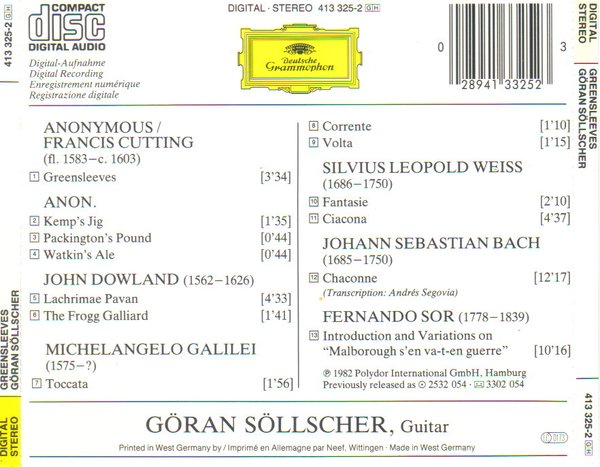 COMPACT
disc
DIGITAL AUDIO
Digital-Aufnahme
Digital Recording
Enregistrement numérique
Registrazione digitale
DIGITAL · STEREO 413 325-2 GH
Deutsche
Grammophon
0
28941 33252
3
ANONYMOUS /
FRANCIS CUTTING
(fl. 1583–c. 1603)
1 Greensleeves [3'34]
ANON.
2 Kemp's Jig [1'35]
3 Packington's Pound [0'44]
4 Watkin's Ale [0'44]
JOHN DOWLAND (1562–1626)
5 Lachrimae Pavan [4'33]
6 The Frogg Galliard [1'41]
MICHELANGELO GALILEI
(1575–?)
7 Toccata [1'56]
8 Corrente [1'10]
9 Volta [1'15]
SILVIUS LEOPOLD WEISS
(1686–1750)
10 Fantasie [2'10]
11 Ciacona [4'37]
JOHANN SEBASTIAN BACH
(1685–1750)
12 Chaconne [12'17]
(Transcription: Andrés Segovia)
FERNANDO SOR (1778–1839)
13 Introduction and Variations on
"Malborough s'en va-t-en guerre" [10'16]
℗ 1982 Polydor International GmbH, Hamburg
Previously released as 2532 054 · 3302 054
GÖRAN SÖLLSCHER, Guitar
Printed in West Germany by / Imprimé en Allemagne par Neef, Wittingen · Made in West Germany
DIGITAL
STEREO
GREENSLEEVES
GÖRAN SÖLLSCHER
413 325-2 GH
DIGITAL
STEREO
GREENSLEEVES
GÖRAN SÖLLSCHER
413 325-2 GH